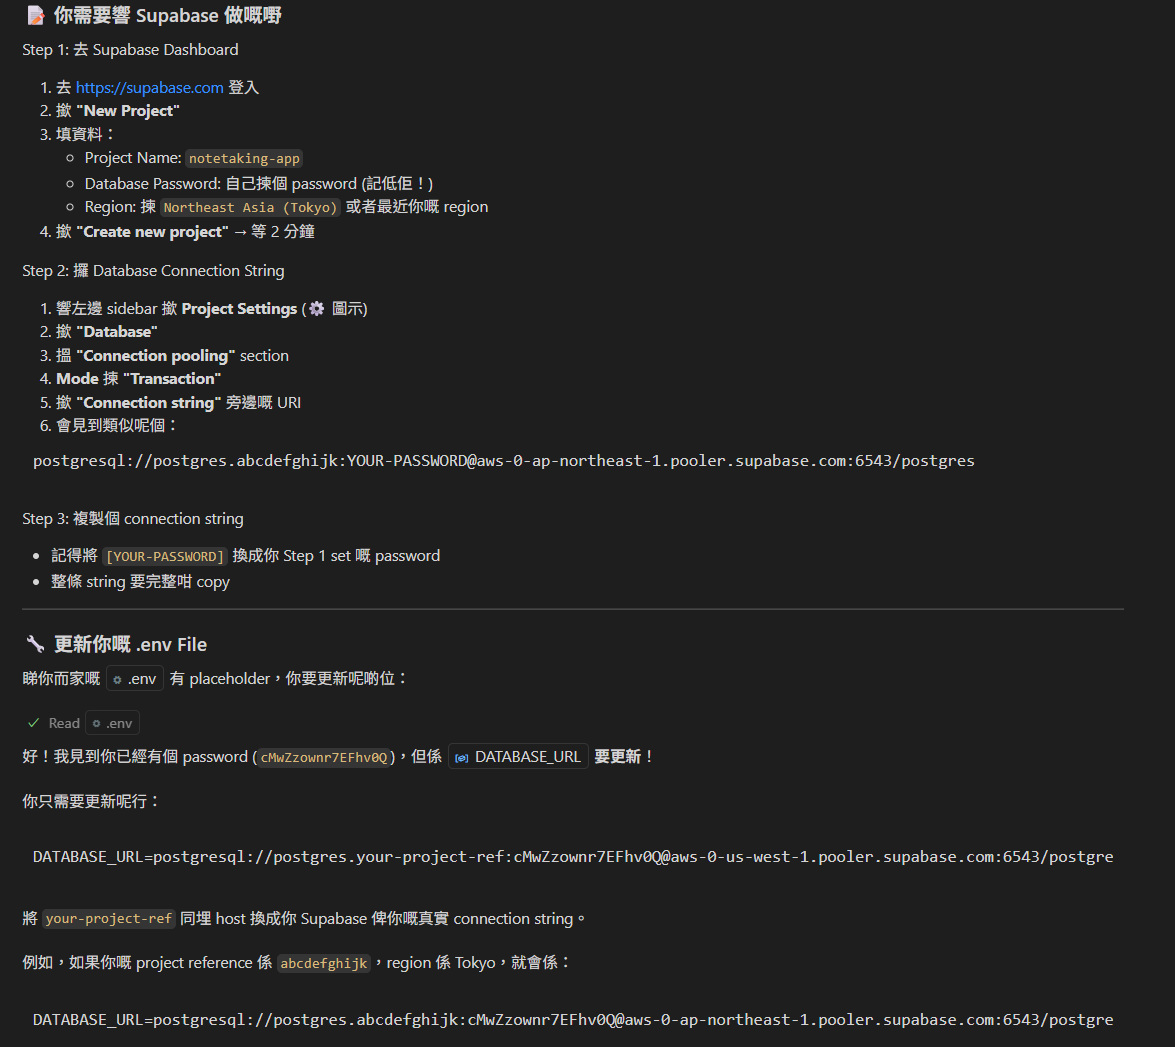 📝 你需要響 Supabase 做嘅嘢
Step 1: 去 Supabase Dashboard
1. 去 https://supabase.com 登入
2. 撳 "New Project"
3. 填資料：
Project Name: notetaking-app
Database Password: 自己揀個 password (記低佢！)
Region: 揀 Northeast Asia (Tokyo) 或者最近你嘅 region
4. 撳 "Create new project" → 等 2 分鐘
Step 2: 攞 Database Connection String
1. 響左邊 sidebar 撳 Project Settings (⚙️ 圖示)
2. 撳 "Database"
3. 搵 "Connection pooling" section
4. Mode 揀 "Transaction"
5. 撳 "Connection string" 旁邊嘅 URI
6. 會見到類似呢個：
postgresql://postgres.abcdefghijk:YOUR-PASSWORD@aws-0-ap-northeast-1.pooler.supabase.com:6543/postgres
Step 3: 複製個 connection string
記得將 [YOUR-PASSWORD] 換成你 Step 1 set 嘅 password
整條 string 要完整咁 copy
🔧 更新你嘅 .env File
睇你而家嘅 .env 有 placeholder，你要更新呢啲位：
Read .env
好！我見到你已經有個 password (cMwZzownr7EFhv0Q)，但係 DATABASE_URL 要更新！
你只需要更新呢行：
DATABASE_URL=postgresql://postgres.your-project-ref:cMwZzownr7EFhv0Q@aws-0-us-west-1.pooler.supabase.com:6543/postgre
將 your-project-ref 同埋 host 換成你 Supabase 俾你嘅真實 connection string。
例如，如果你嘅 project reference 係 abcdefghijk，region 係 Tokyo，就會係：
DATABASE_URL=postgresql://postgres.abcdefghijk:cMwZzownr7EFhv0Q@aws-0-ap-northeast-1.pooler.supabase.com:6543/postgre